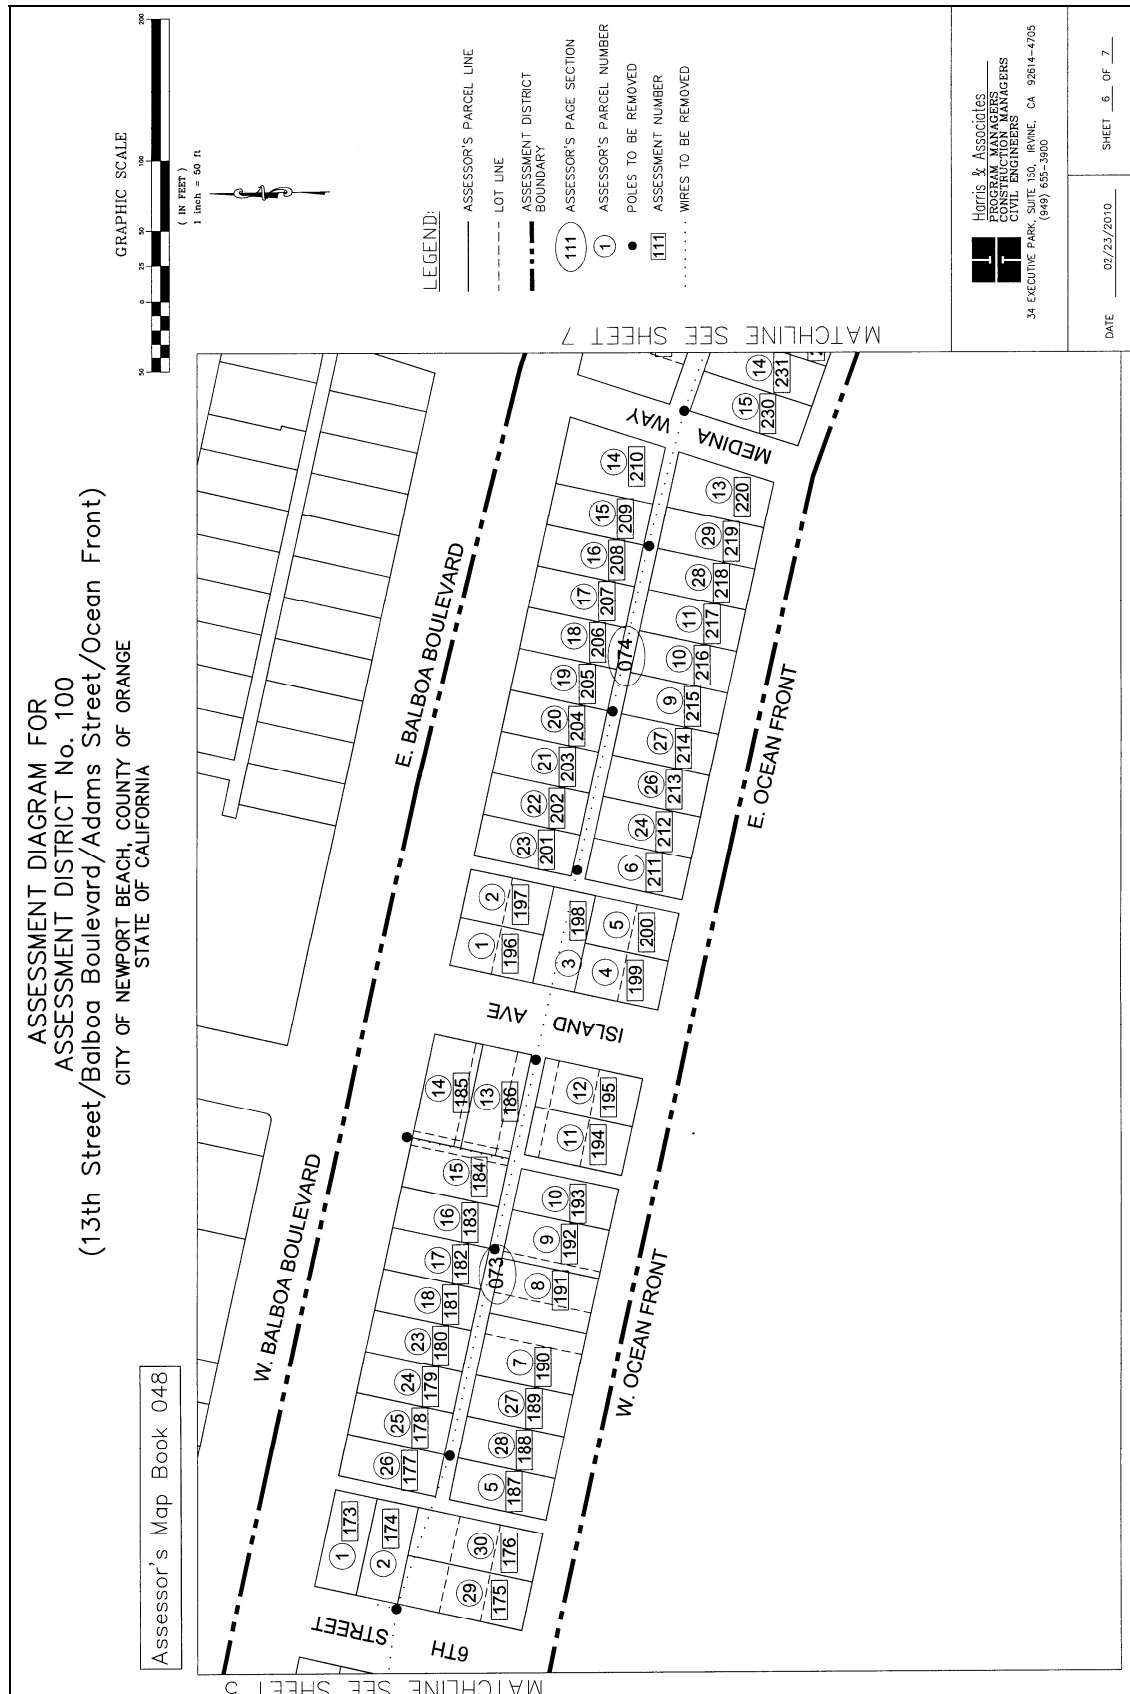 ASSESSMENT DIAGRAM FOR
ASSESSMENT DISTRICT No. 100
(13th Street/Balboa Boulevard/Adams Street/Ocean Front)
CITY OF NEWPORT BEACH, COUNTY OF ORANGE
STATE OF CALIFORNIA
Assessor's Map Book 048
GRAPHIC SCALE
50 0 25 50 100 200
( IN FEET )
1 inch = 50 ft
LEGEND:
ASSESSOR'S PARCEL LINE
LOT LINE
ASSESSMENT DISTRICT
BOUNDARY
111 ASSESSOR'S PAGE SECTION
1 ASSESSOR'S PARCEL NUMBER
POLES TO BE REMOVED
111 ASSESSMENT NUMBER
WIRES TO BE REMOVED
MATCHLINE SEE SHEET 5
MATCHLINE SEE SHEET 7
W. BALBOA BOULEVARD
E. BALBOA BOULEVARD
6TH STREET
ISLAND AVE
MEDINA WAY
W. OCEAN FRONT
E. OCEAN FRONT
1 173
2 174
29 175
30 176
26 177
25 178
24 179
23 180
18 181
17 182
16 183
15 184
14 185
13 186
073
5 187
28 188
27 189
7 190
8 191
9 192
10 193
11 194
12 195
1 196
2 197
3 198
4 199
5 200
23 201
22 202
21 203
20 204
19 205
18 206
17 207
16 208
15 209
14 210
074
6 211
24 212
26 213
27 214
9 215
10 216
11 217
28 218
29 219
13 220
15 230
14 231
Harris & Associates
PROGRAM MANAGERS
CONSTRUCTION MANAGERS
CIVIL ENGINEERS
34 EXECUTIVE PARK, SUITE 150, IRVINE, CA 92614-4705
(949) 655-3900
DATE 02/23/2010
SHEET 6 OF 7